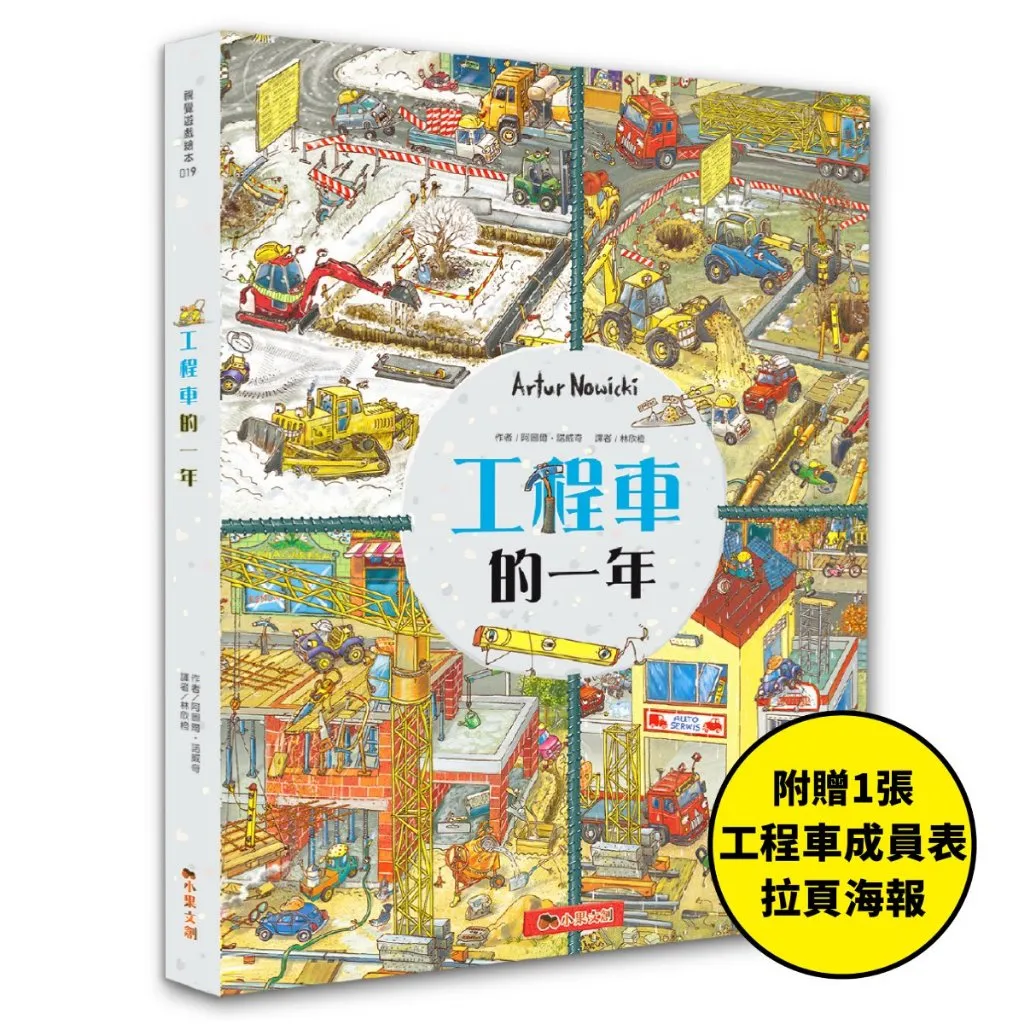 視覺遊戲繪本
019
工程車的一年
作者/阿圖爾・諾威奇
譯者/林欣橙
小果文創
Artur Nowicki
作者/阿圖爾・諾威奇 譯者/林欣橙
工程車
的一年
AUTO
SERWIS
小果文創
附贈1張
工程車成員表
拉頁海報